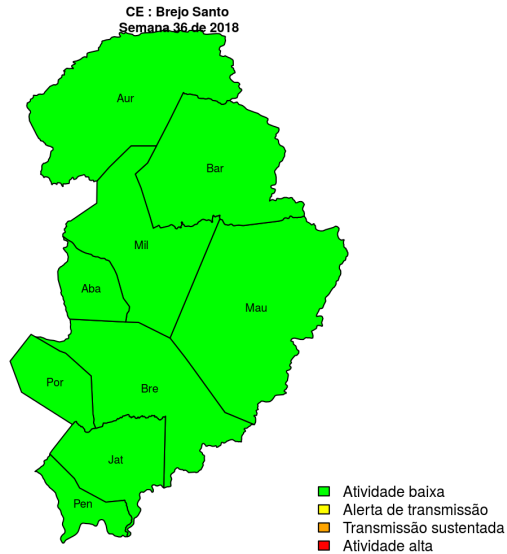 CE : Brejo Santo
Semana 36 de 2018
Aur
Bar
Mil
Aba
Mau
Por
Bre
Jat
Pen
Atividade baixa
Alerta de transmissão
Transmissão sustentada
Atividade alta